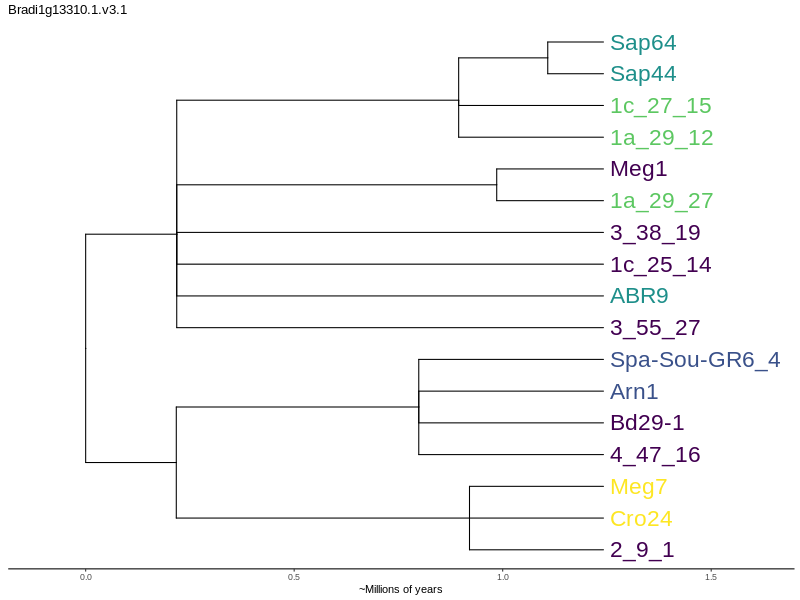 Bradi1g13310.1.v3.1
Sap64
Sap44
1c_27_15
1a_29_12
Meg1
1a_29_27
3_38_19
1c_25_14
ABR9
3_55_27
Spa-Sou-GR6_4
Arn1
Bd29-1
4_47_16
Meg7
Cro24
2_9_1
0.0 0.5 1.0 1.5
~Millions of years